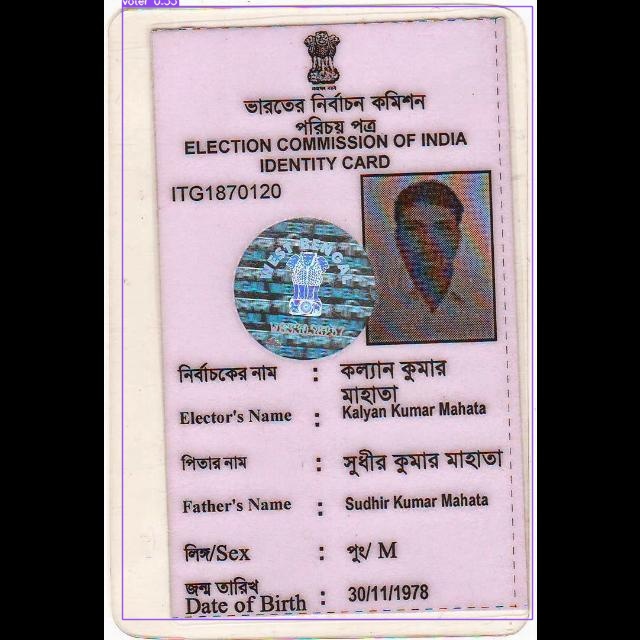 voter 0.55
ভারতের নির্বাচন কমিশন
পরিচয় পত্র
ELECTION COMMISSION OF INDIA
IDENTITY CARD
ITG1870120
WEST BENGAL
নির্বাচকের নাম : কল্যান কুমার
মাহাতা
Elector's Name : Kalyan Kumar Mahata
পিতার নাম : সুধীর কুমার মাহাতা
Father's Name : Sudhir Kumar Mahata
লিঙ্গ/Sex : পুং/ M
জন্ম তারিখ
Date of Birth : 30/11/1978